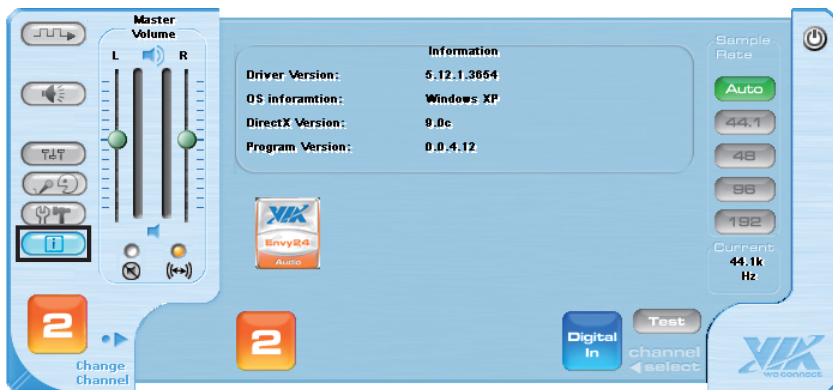 Master
Volume
L R
Information
Driver Version: 5.12.1.3654
OS inforamtion: Windows XP
DirectX Version: 9.0c
Program Version: 0.0.4.12
Sample
Rate
Auto
44.1
48
96
192
Current
44.1k
Hz
VIA
Envy24
Audio
i
2
Change
Channel
2
Digital
In
Test
channel
select
VIA
we connect